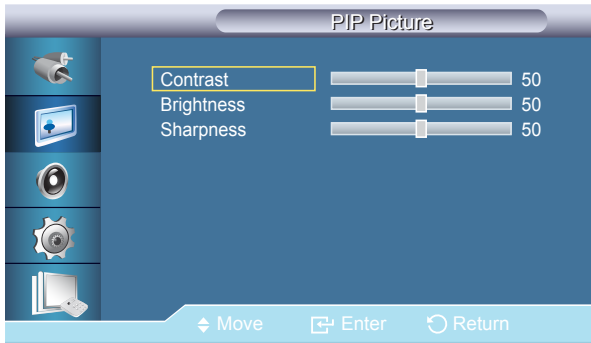 PIP Picture
Contrast 50
Brightness 50
Sharpness 50
Move Enter Return